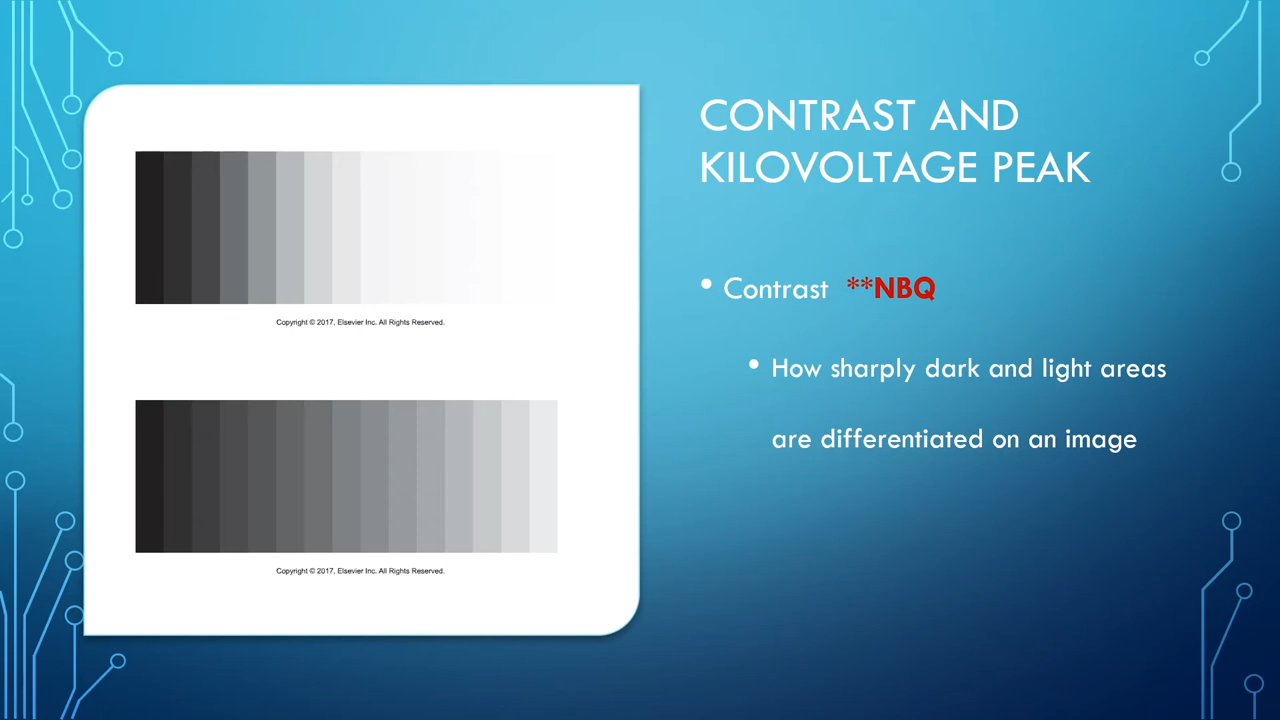 CONTRAST AND
KILOVOLTAGE PEAK
• Contrast **NBQ
• How sharply dark and light areas
are differentiated on an image
Copyright © 2017, Elsevier Inc. All Rights Reserved.
Copyright © 2017, Elsevier Inc. All Rights Reserved.